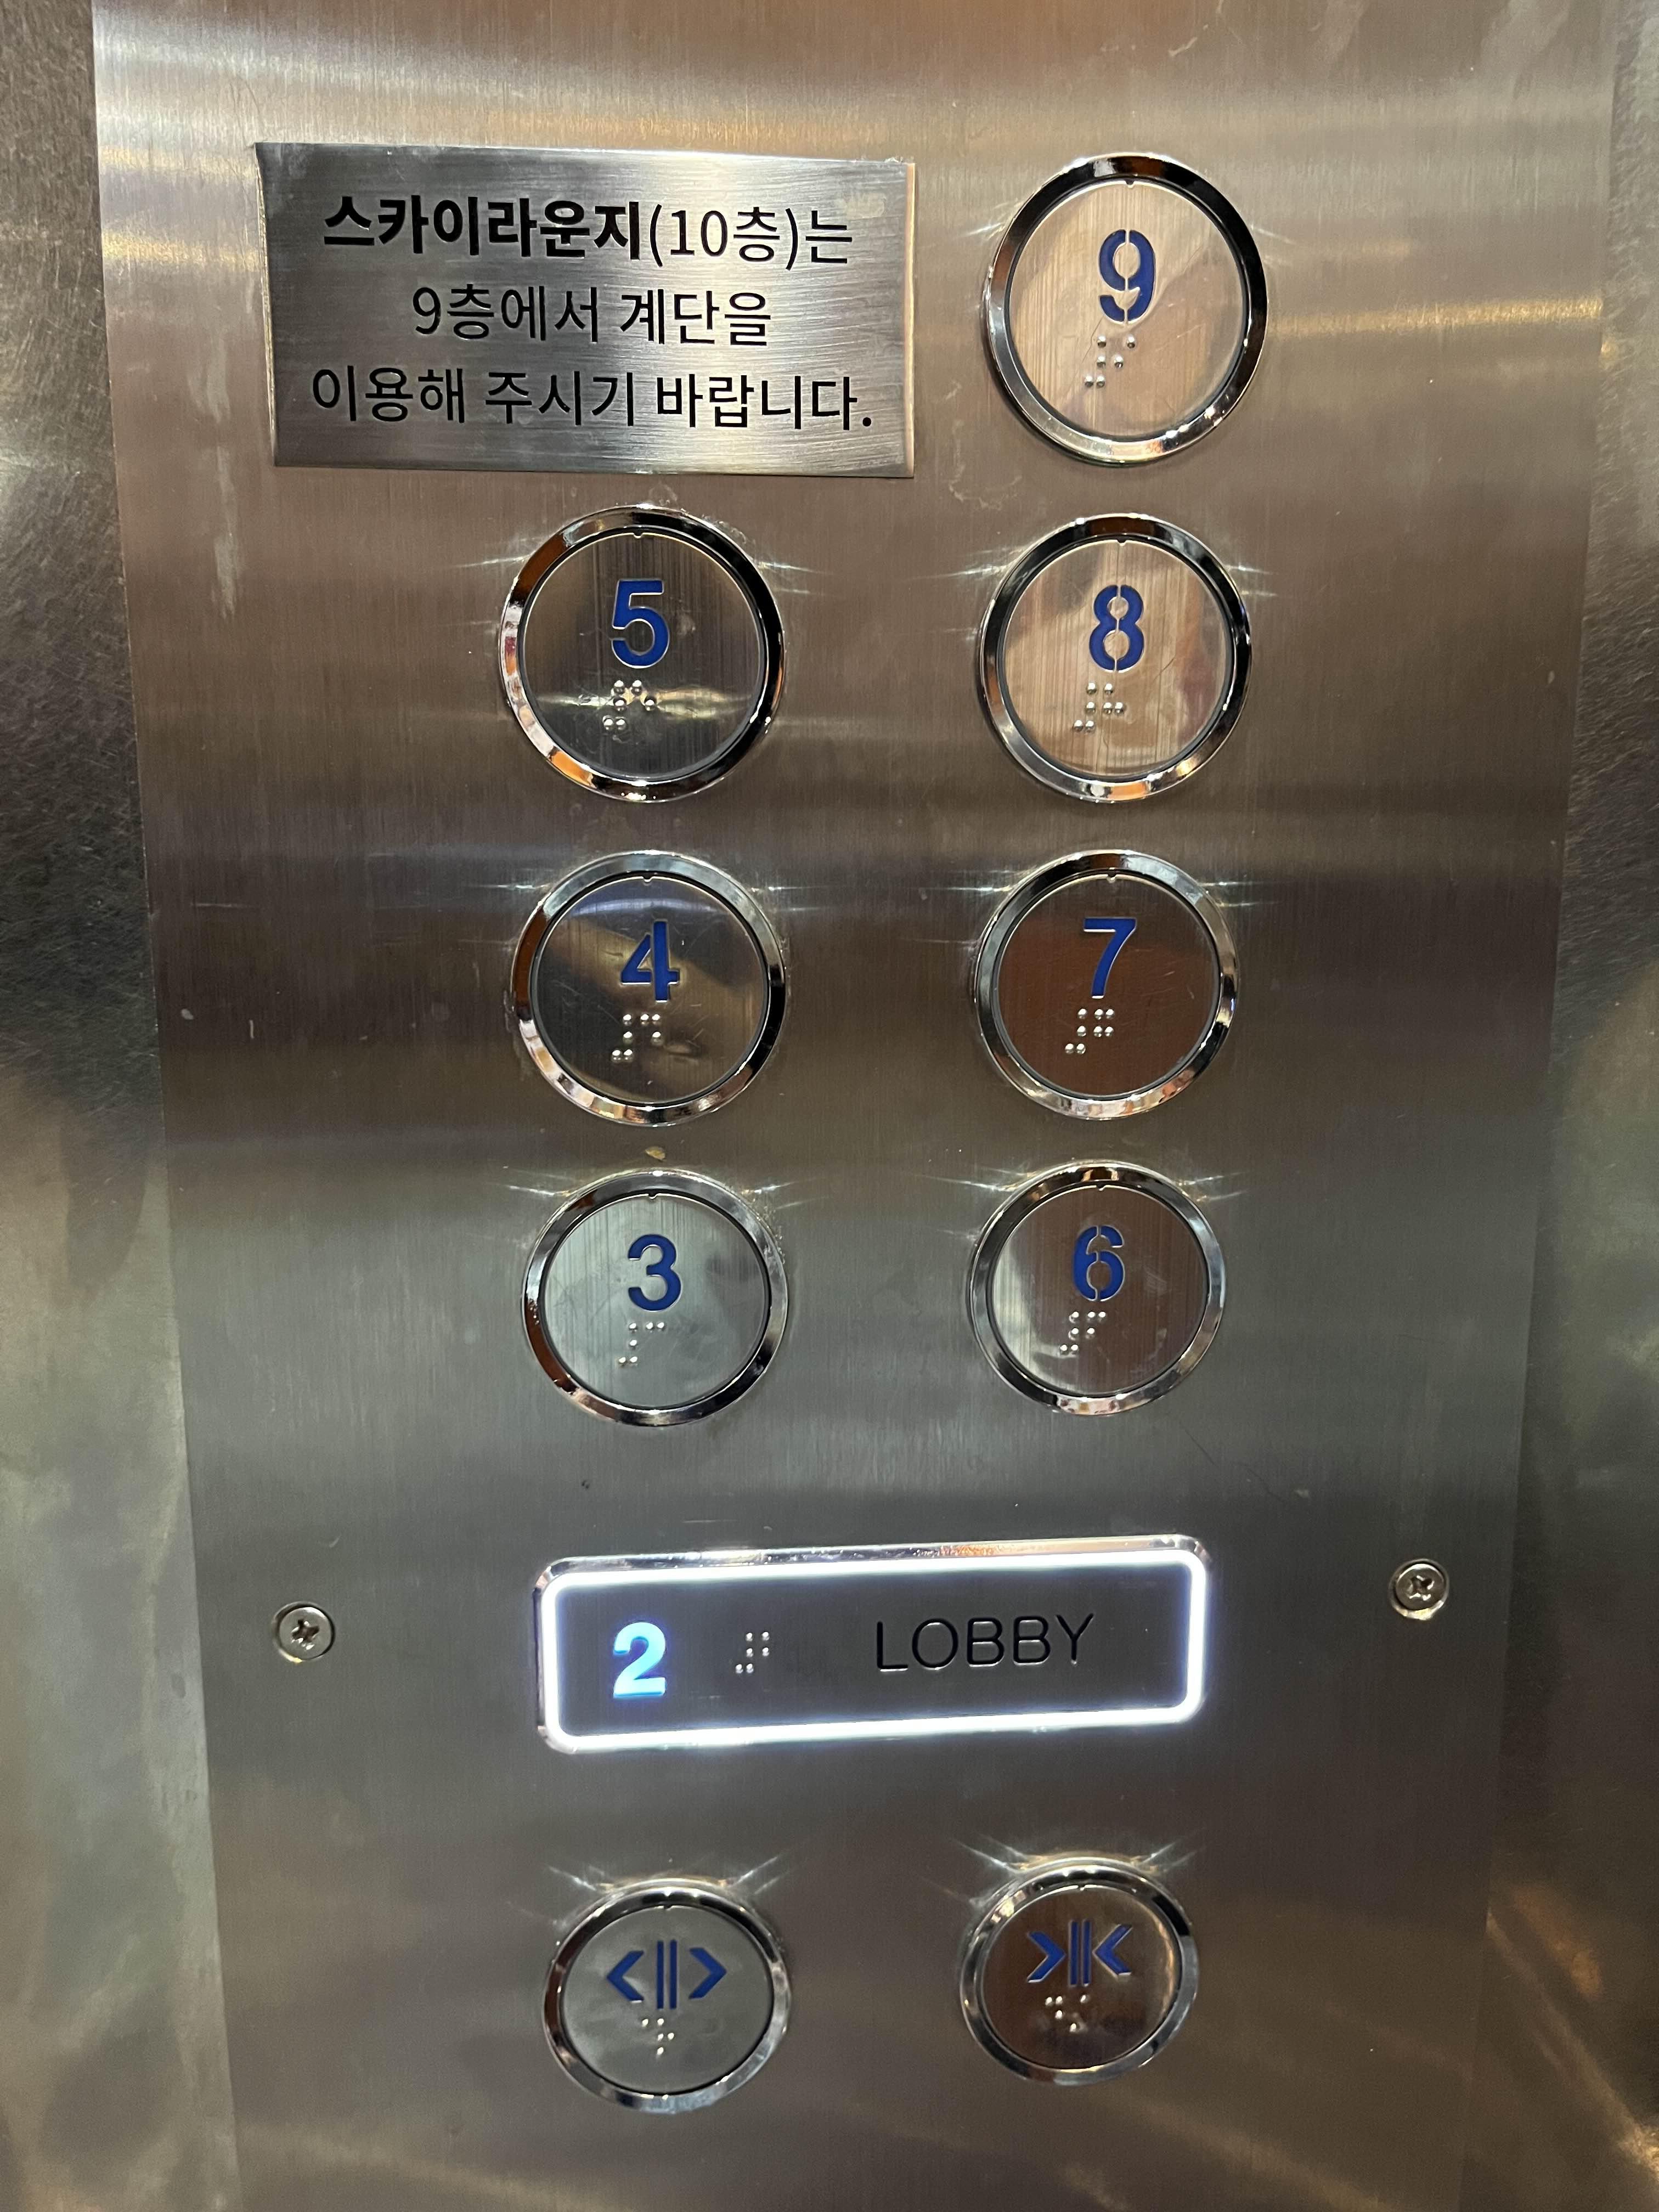 스카이라운지(10층)는
9층에서 계단을
이용해 주시기 바랍니다.
9
5 8
4 7
3 6
2 LOBBY